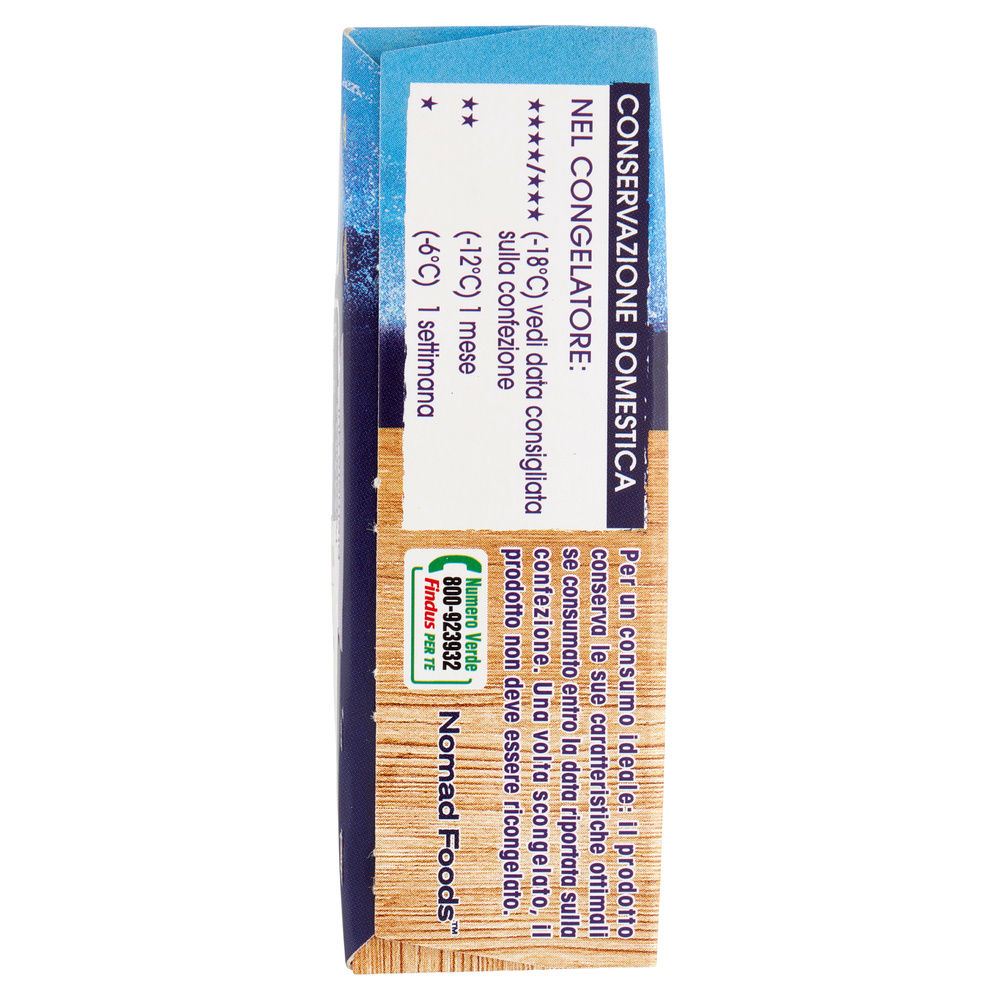 CONSERVAZIONE DOMESTICA
NEL CONGELATORE:
★★★★/★★★ (-18°C) vedi data consigliata
sulla confezione
★★ (-12°C) 1 mese
★ (-6°C) 1 settimana
Per un consumo ideale: il prodotto
conserva le sue caratteristiche ottimali
se consumato entro la data riportata sulla
confezione. Una volta scongelato, il
prodotto non deve essere ricongelato.
Numero Verde
800-923932
Findus PER TE
Nomad Foods™